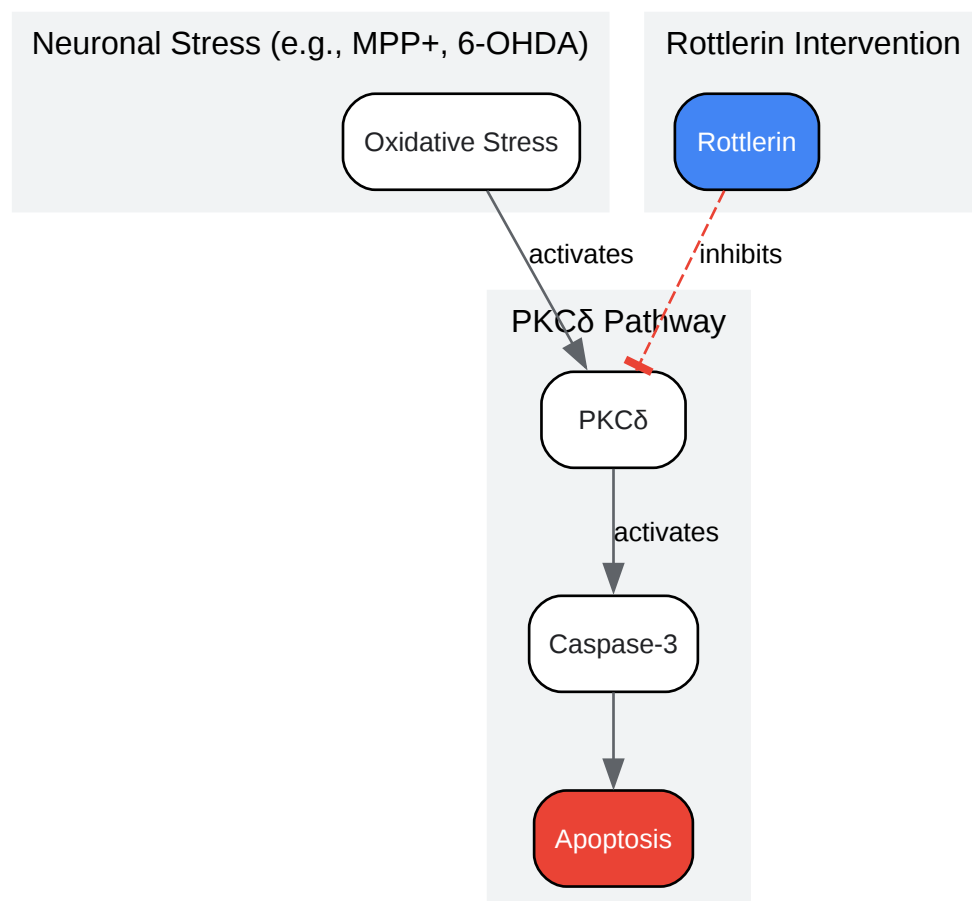 Neuronal Stress (e.g., MPP+, 6-OHDA)
Rottlerin Intervention
Oxidative Stress
Rottlerin
activates
inhibits
PKCδ Pathway
PKCδ
activates
Caspase-3
Apoptosis